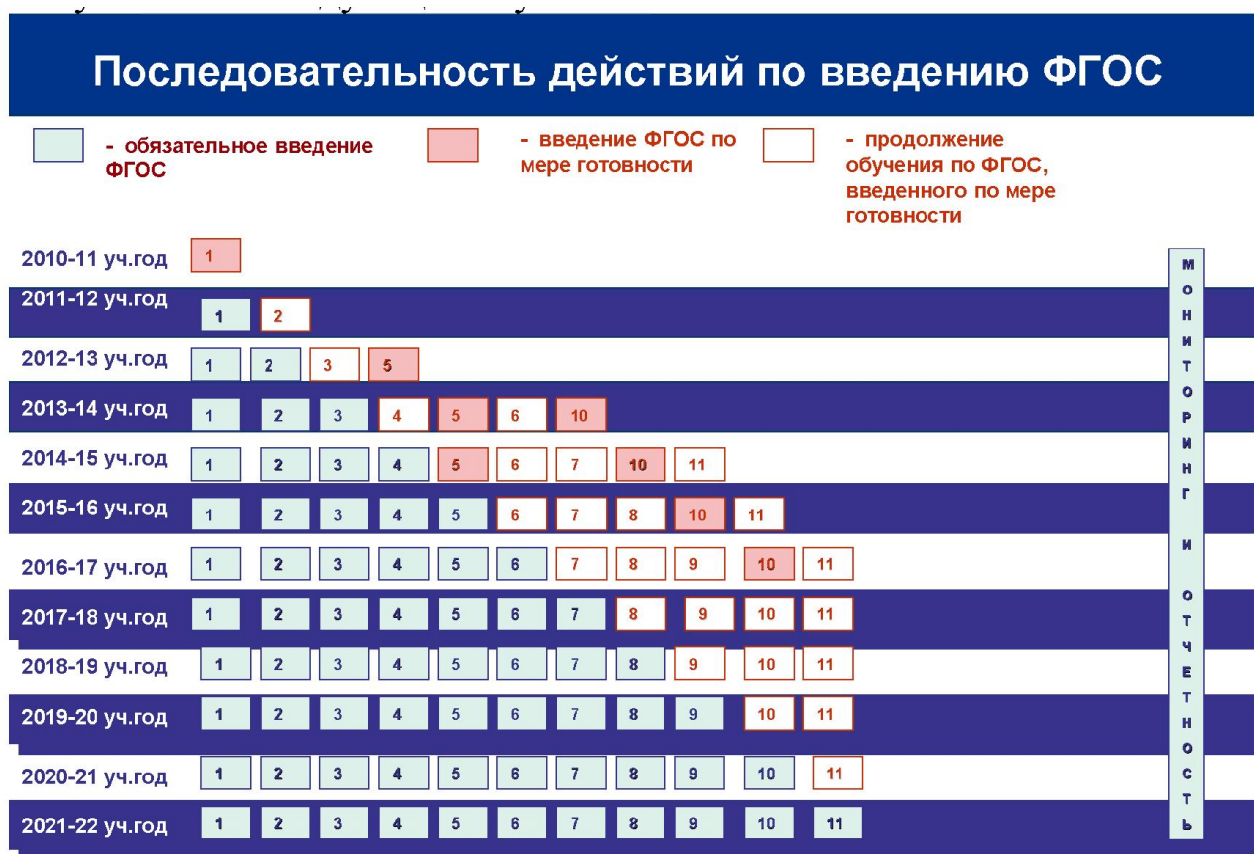 Последовательность действий по введению ФГОС
- обязательное введение
ФГОС
- введение ФГОС по
мере готовности
- продолжение
обучения по ФГОС,
введенного по мере
готовности
2010-11 уч.год 1
2011-12 уч.год 1 2
2012-13 уч.год 1 2 3 5
2013-14 уч.год 1 2 3 4 5 6 10
2014-15 уч.год 1 2 3 4 5 6 7 10 11
2015-16 уч.год 1 2 3 4 5 6 7 8 10 11
2016-17 уч.год 1 2 3 4 5 6 7 8 9 10 11
2017-18 уч.год 1 2 3 4 5 6 7 8 9 10 11
2018-19 уч.год 1 2 3 4 5 6 7 8 9 10 11
2019-20 уч.год 1 2 3 4 5 6 7 8 9 10 11
2020-21 уч.год 1 2 3 4 5 6 7 8 9 10 11
2021-22 уч.год 1 2 3 4 5 6 7 8 9 10 11
МОНИТОРИНГ И ОТЧЕТНОСТЬ